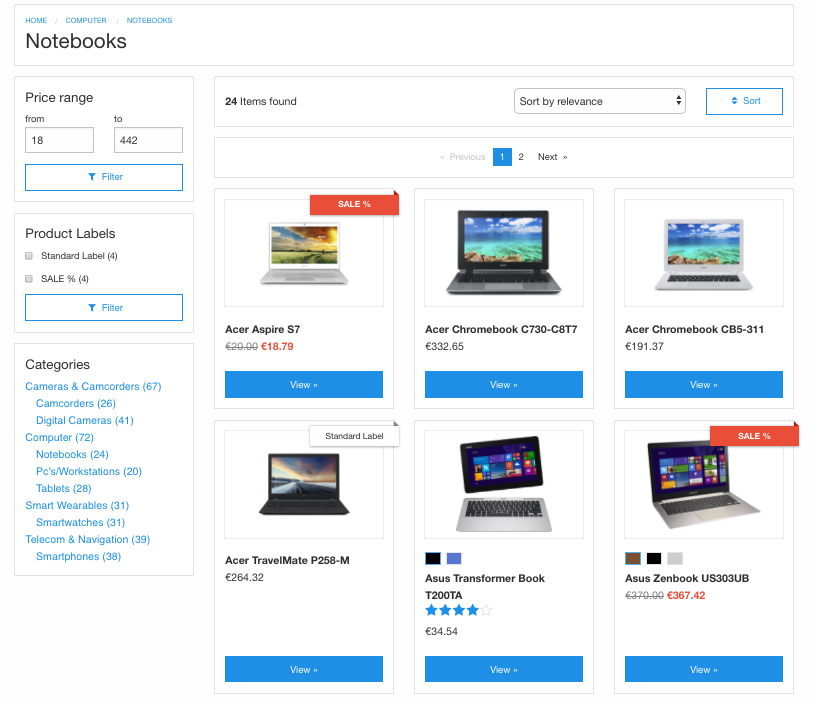 HOME / COMPUTER / NOTEBOOKS
Notebooks
Price range
from to
18 442
Filter
Product Labels
Standard Label (4)
SALE % (4)
Filter
Categories
Cameras & Camcorders (67)
Camcorders (26)
Digital Cameras (41)
Computer (72)
Notebooks (24)
Pc's/Workstations (20)
Tablets (28)
Smart Wearables (31)
Smartwatches (31)
Telecom & Navigation (39)
Smartphones (38)
24 Items found
Sort by relevance
Sort
« Previous 1 2 Next »
SALE %
Acer Aspire S7
€20.00 €18.79
View »
Acer Chromebook C730-C8T7
€332.65
View »
Acer Chromebook CB5-311
€191.37
View »
Standard Label
Acer TravelMate P258-M
€264.32
View »
Asus Transformer Book
T200TA
€34.54
View »
SALE %
Asus Zenbook US303UB
€370.00 €367.42
View »